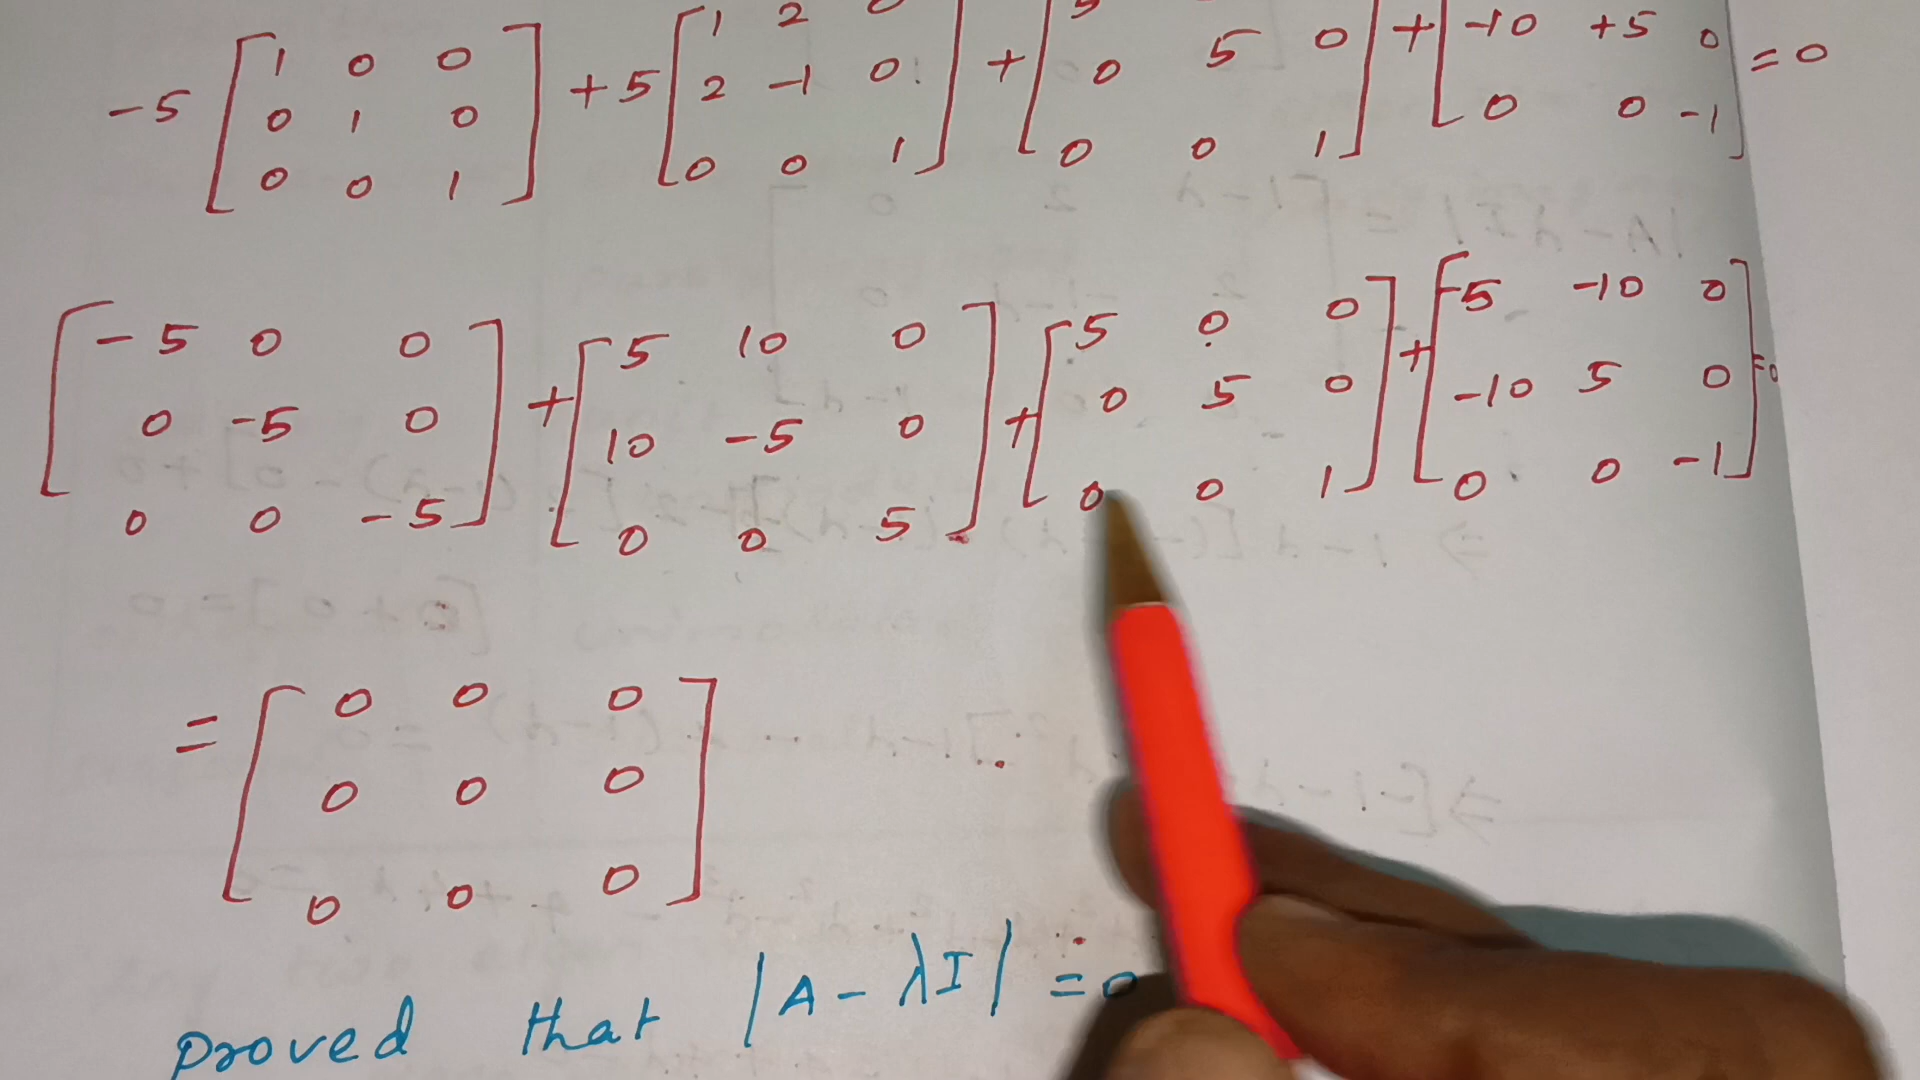 1 2 0
-5 [ 1 0 0 ] +5 [ 2 -1 0 ] + [ 0 5 0 ] + [ -10 +5 0 ] = 0
0 1 0
0 0 1 0 0 1 0 0 1 0 0 -1
[ -5 0 0 ] + [ 5 10 0 ] + [ 5 0 0 ] + [ -5 -10 0 ] =0
0 -5 0 10 -5 0 0 5 0 -10 5 0
0 0 -5 0 0 5 0 0 1 0 0 -1
= [ 0 0 0 ]
0 0 0
0 0 0
proved that |A - λI| = 0